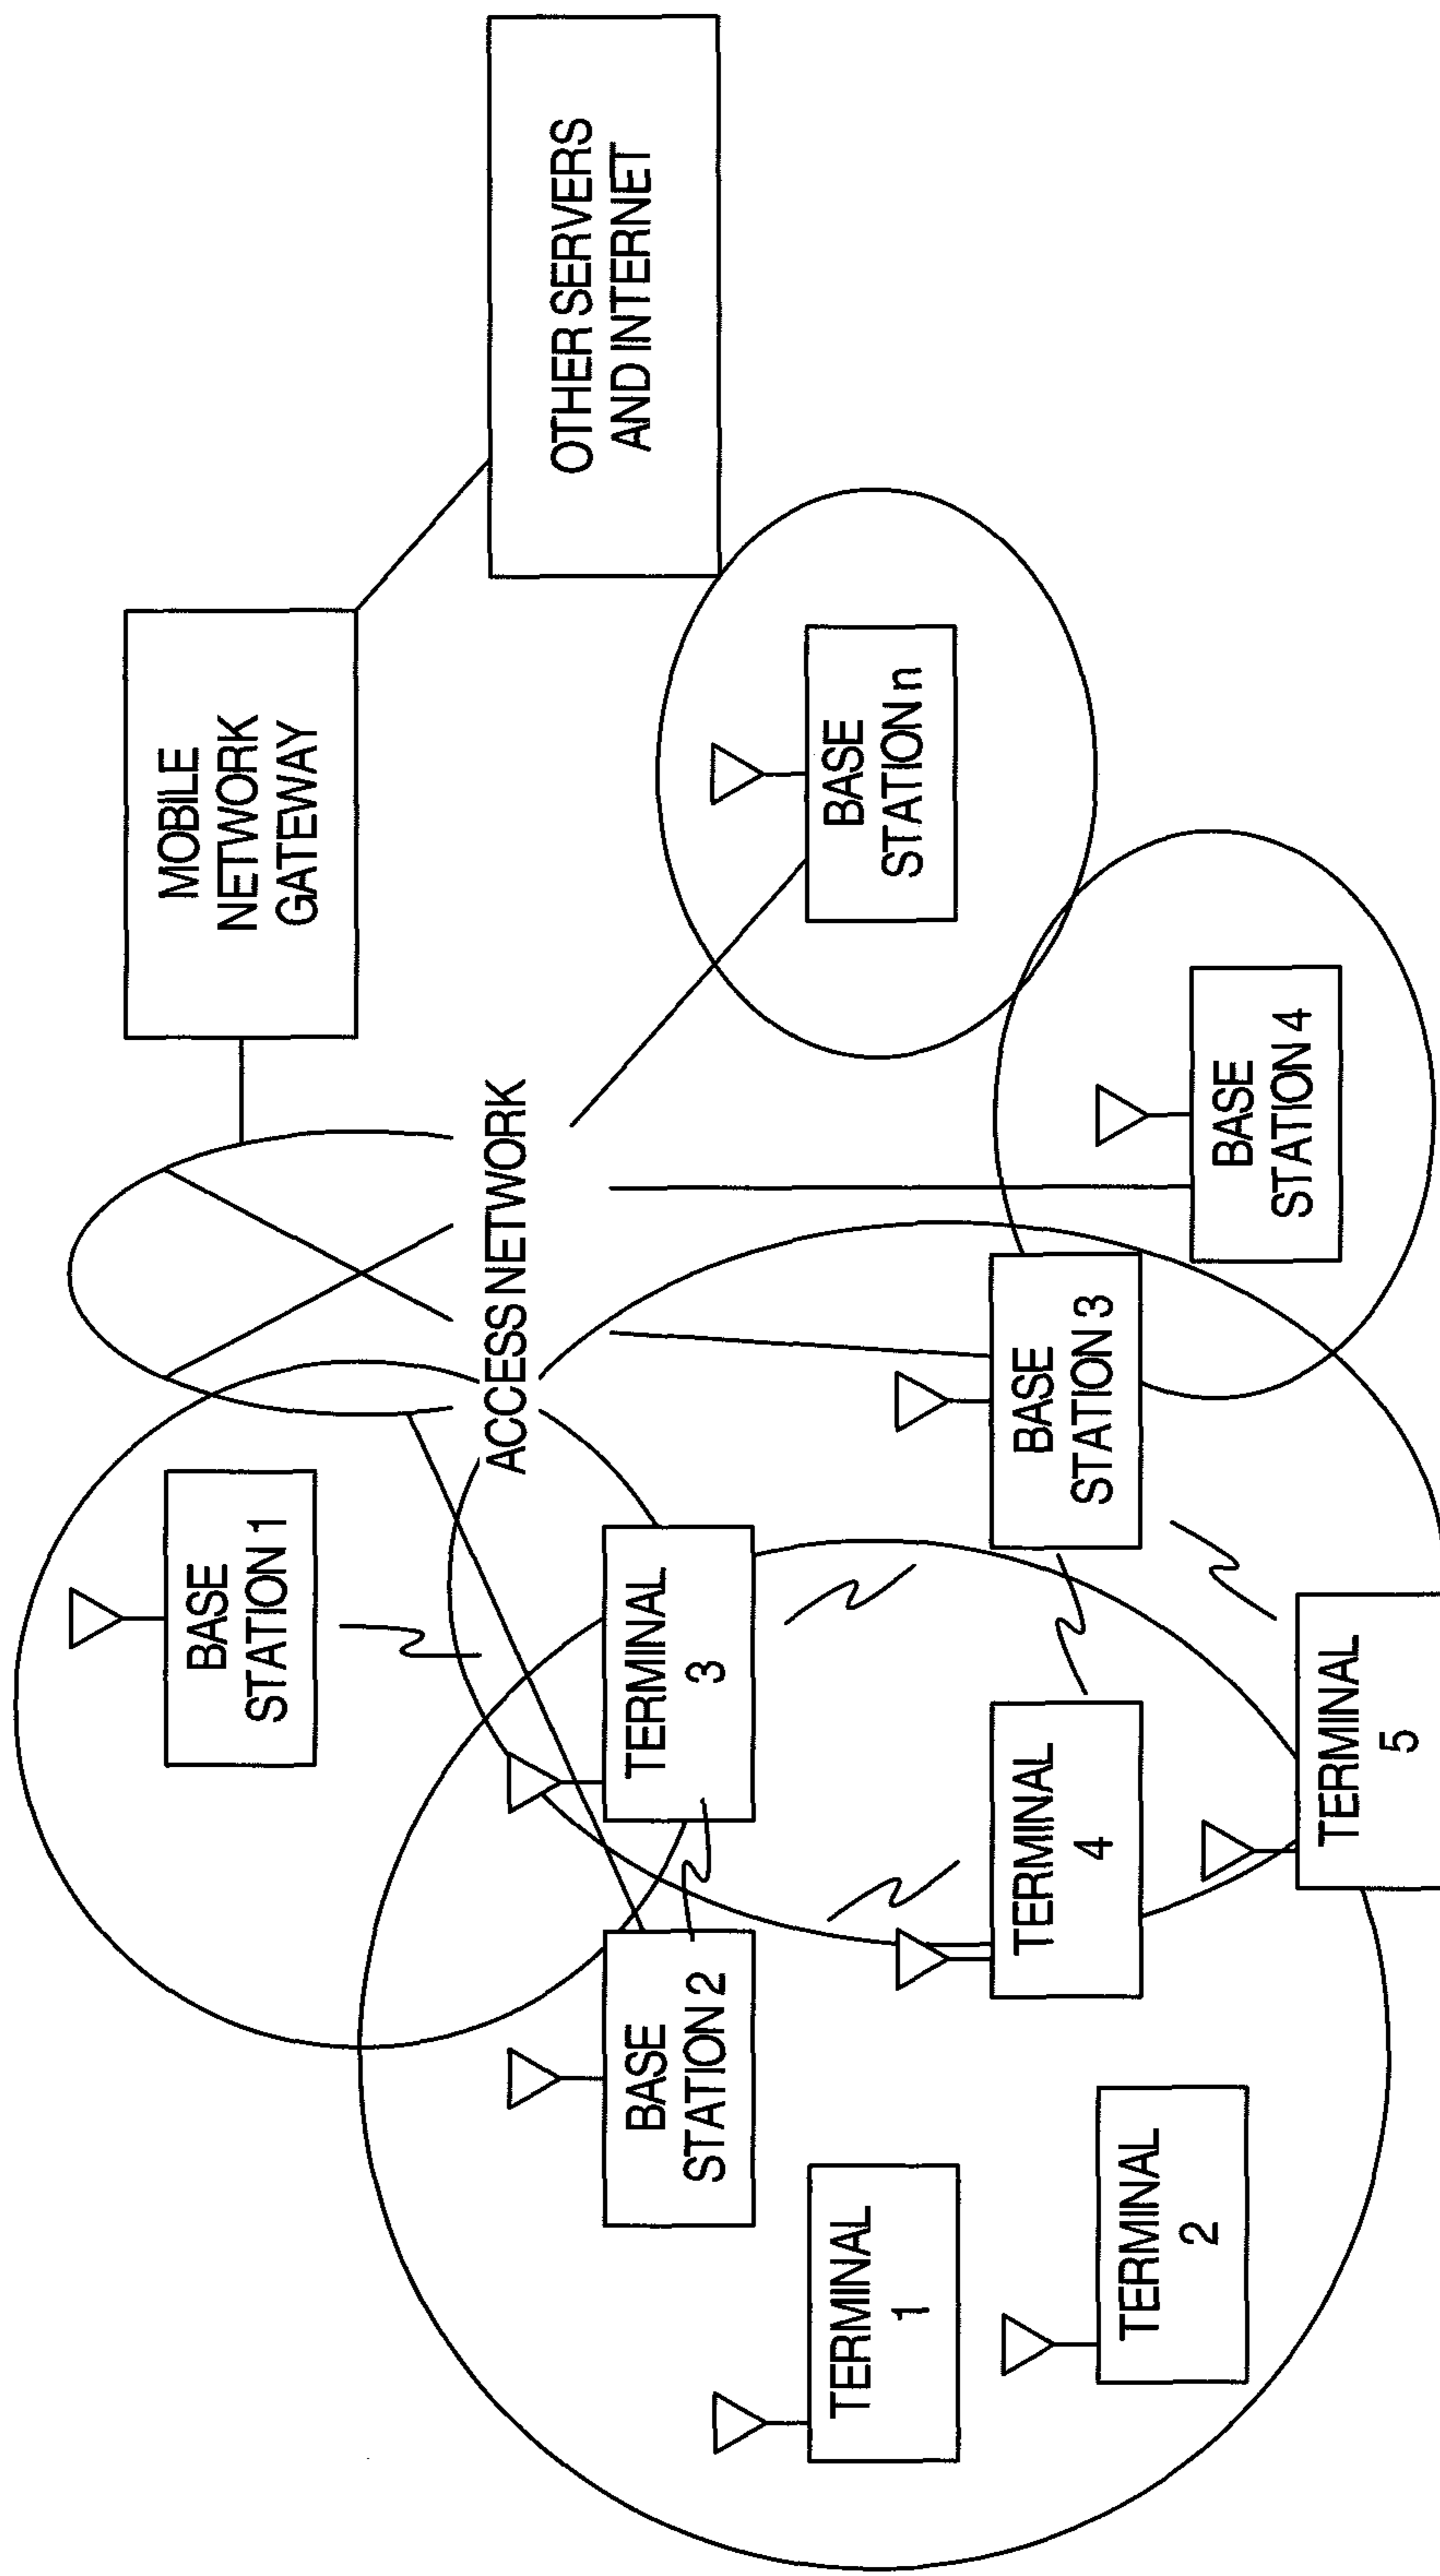 OTHER SERVERS
AND INTERNET
MOBILE
NETWORK
GATEWAY
BASE
STATION n
ACCESS NETWORK
BASE
STATION 4
BASE
STATION 3
BASE
STATION 1
TERMINAL
3
TERMINAL
4
TERMINAL
5
BASE
STATION 2
TERMINAL
1
TERMINAL
2